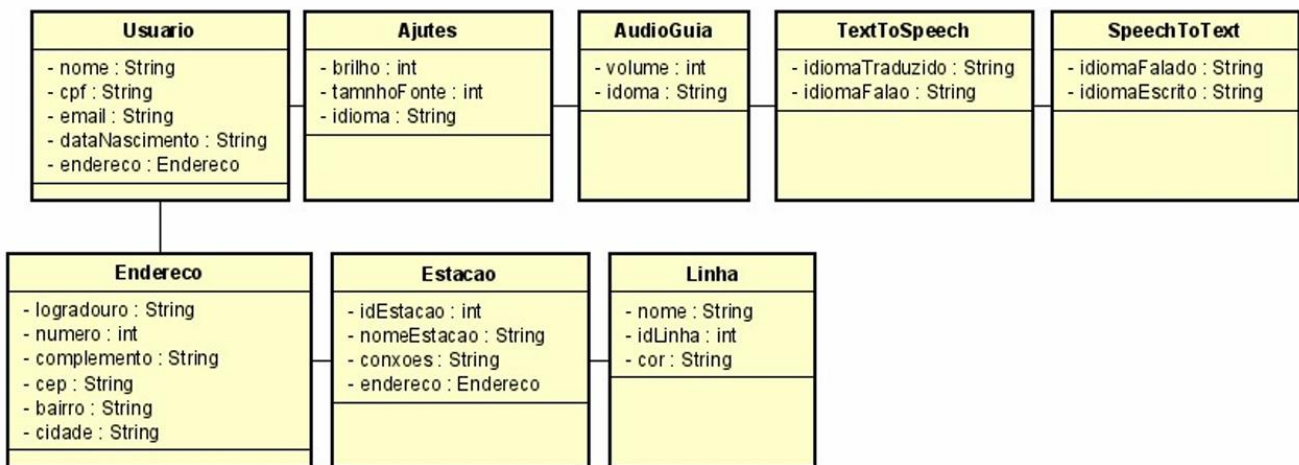 Usuario
- nome : String
- cpf : String
- email : String
- dataNascimento : String
- endereco : Endereco
Ajutes
- brilho : int
- tamnhoFonte : int
- idioma : String
AudioGuia
- volume : int
- idoma : String
TextToSpeech
- idiomaTraduzido : String
- idiomaFalao : String
SpeechToText
- idiomaFalado : String
- idiomaEscrito : String
Endereco
- logradouro : String
- numero : int
- complemento : String
- cep : String
- bairro : String
- cidade : String
Estacao
- idEstacao : int
- nomeEstacao : String
- conxoes : String
- endereco : Endereco
Linha
- nome : String
- idLinha : int
- cor : String